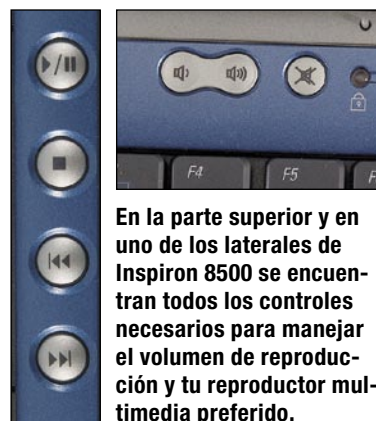 F4
F5
F
En la parte superior y en
uno de los laterales de
Inspiron 8500 se encuen-
tran todos los controles
necesarios para manejar
el volumen de reproduc-
ción y tu reproductor mul-
timedia preferido.